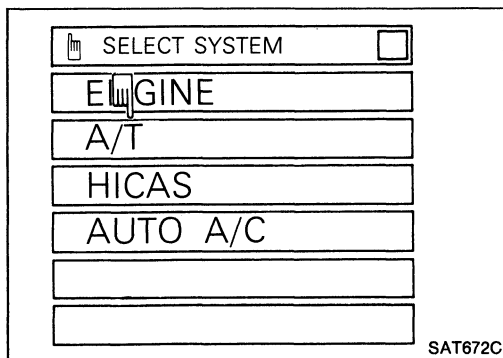 SELECT SYSTEM
ENGINE
A/T
HICAS
AUTO A/C
SAT672C